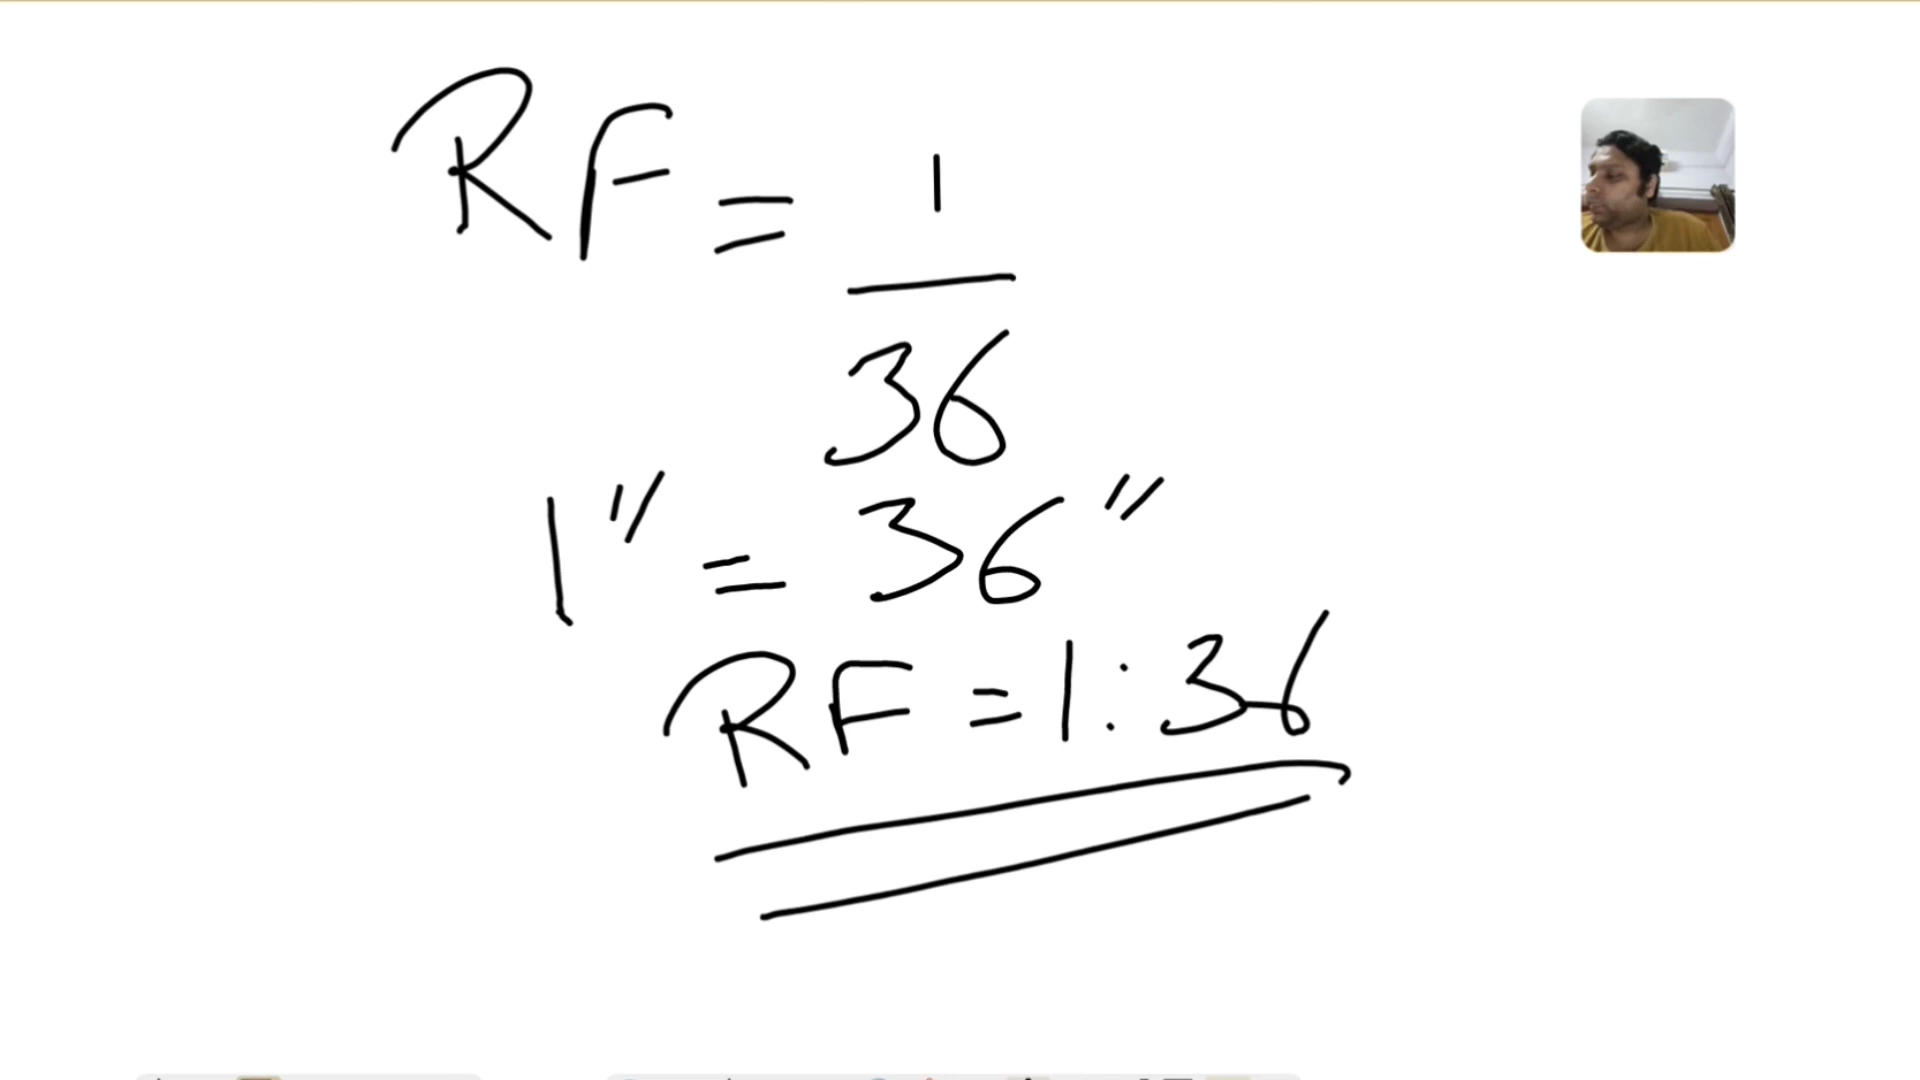 RF = 1
36
1" = 36"
RF = 1:36